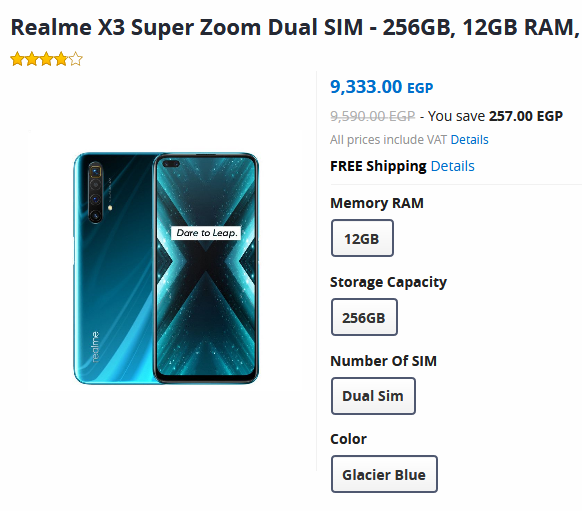 Realme X3 Super Zoom Dual SIM - 256GB, 12GB RAM,
9,333.00 EGP
9,590.00 EGP - You save 257.00 EGP
All prices include VAT Details
FREE Shipping Details
Memory RAM
12GB
Storage Capacity
256GB
Number Of SIM
Dual Sim
Color
Glacier Blue
realme
Dare to Leap.